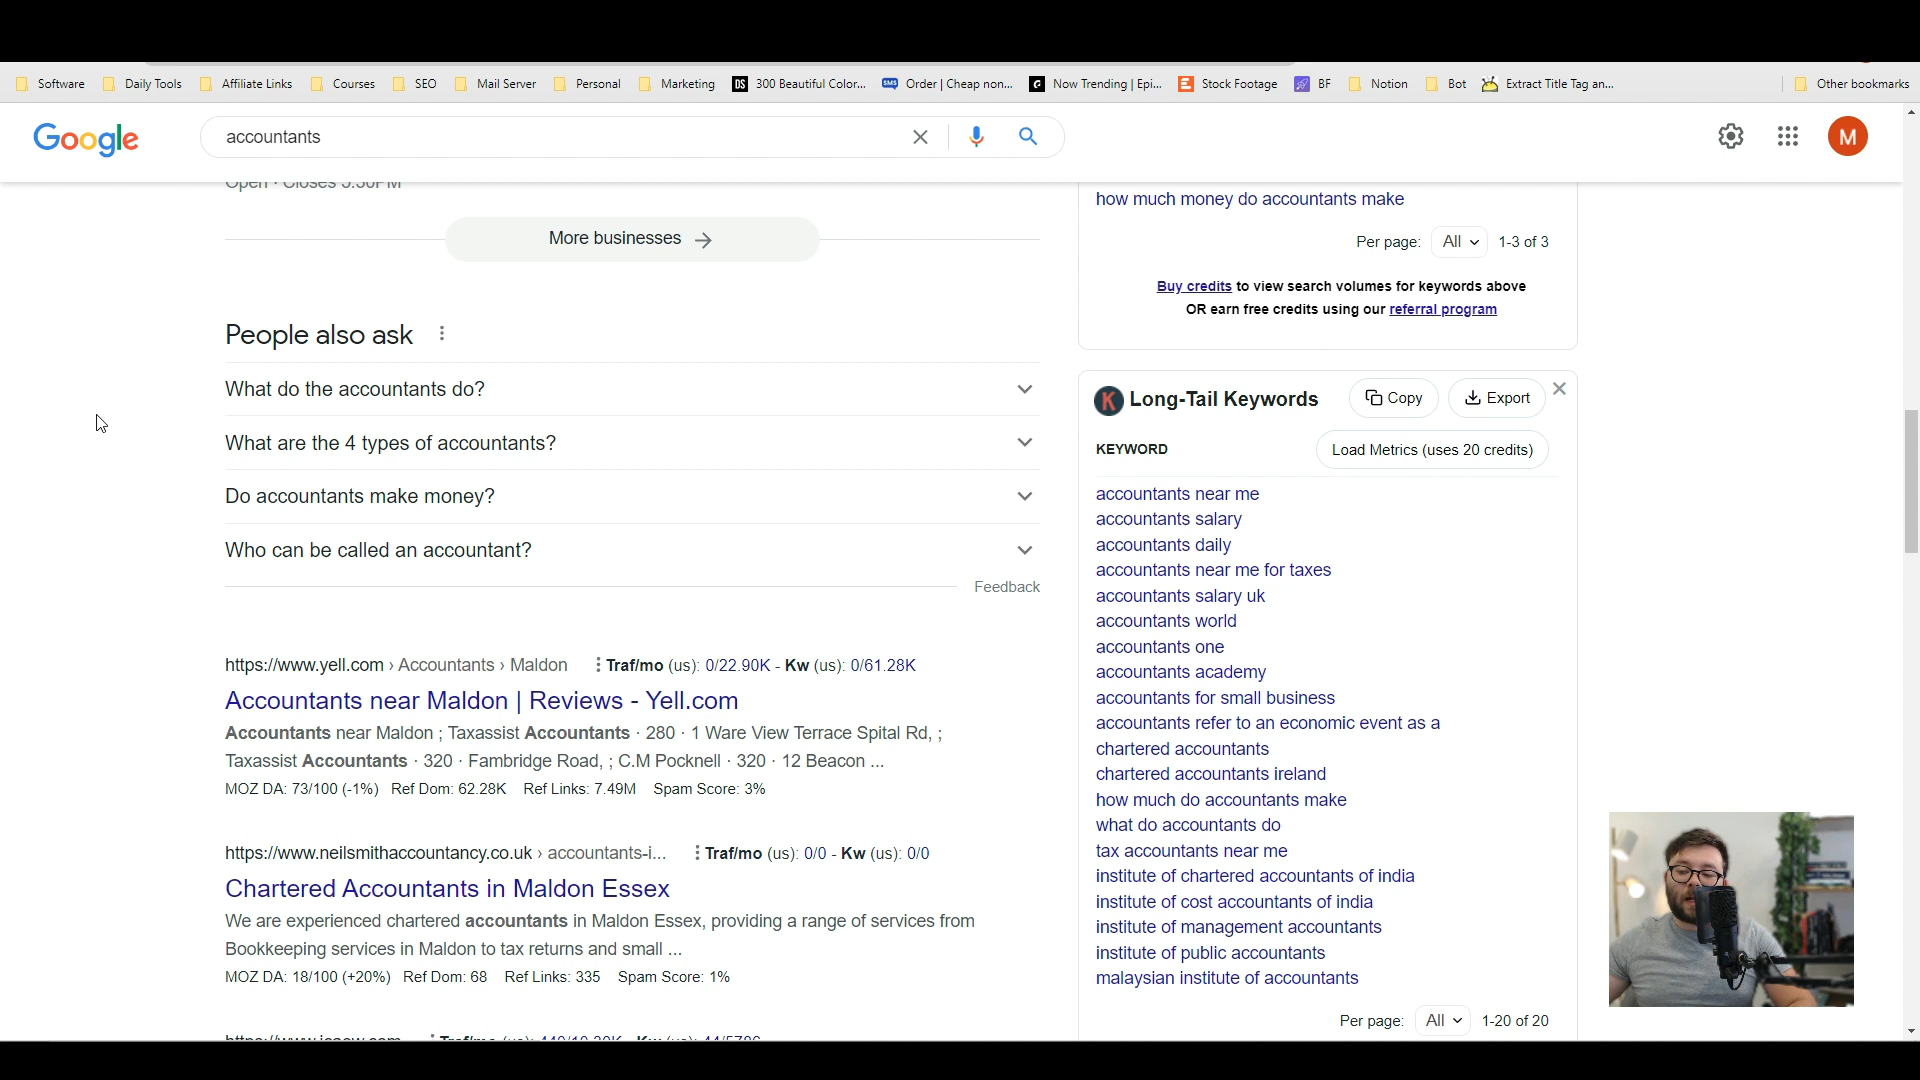 Software Daily Tools Affiliate Links Courses SEO Mail Server Personal Marketing DS 300 Beautiful Color... SMS Order | Cheap non... Now Trending | Epi... Stock Footage BF Notion Bot Extract Title Tag an... Other bookmarks
Google accountants M
Open · Closes 5:30PM
More businesses
People also ask
What do the accountants do?
What are the 4 types of accountants?
Do accountants make money?
Who can be called an accountant?
Feedback
https://www.yell.com › Accountants › Maldon Traf/mo (us): 0/22.90K - Kw (us): 0/61.28K
Accountants near Maldon | Reviews - Yell.com
Accountants near Maldon ; Taxassist Accountants · 280 · 1 Ware View Terrace Spital Rd, ;
Taxassist Accountants · 320 · Fambridge Road, ; C.M Pocknell · 320 · 12 Beacon ...
MOZ DA: 73/100 (-1%) Ref Dom: 62.28K Ref Links: 7.49M Spam Score: 3%
https://www.neilsmithaccountancy.co.uk › accountants-i... Traf/mo (us): 0/0 - Kw (us): 0/0
Chartered Accountants in Maldon Essex
We are experienced chartered accountants in Maldon Essex, providing a range of services from
Bookkeeping services in Maldon to tax returns and small ...
MOZ DA: 18/100 (+20%) Ref Dom: 68 Ref Links: 335 Spam Score: 1%
how much money do accountants make
Per page: All 1-3 of 3
Buy credits to view search volumes for keywords above
OR earn free credits using our referral program
K Long-Tail Keywords Copy Export
KEYWORD Load Metrics (uses 20 credits)
accountants near me
accountants salary
accountants daily
accountants near me for taxes
accountants salary uk
accountants world
accountants one
accountants academy
accountants for small business
accountants refer to an economic event as a
chartered accountants
chartered accountants ireland
how much do accountants make
what do accountants do
tax accountants near me
institute of chartered accountants of india
institute of cost accountants of india
institute of management accountants
institute of public accountants
malaysian institute of accountants
Per page: All 1-20 of 20